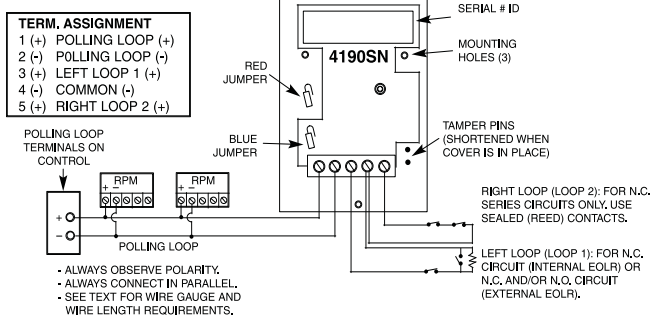 TERM. ASSIGNMENT
1 (+) POLLING LOOP (+)
2 (-) POLLING LOOP (-)
3 (+) LEFT LOOP 1 (+)
4 (-) COMMON (-)
5 (+) RIGHT LOOP 2 (+)
SERIAL # ID
4190SN
MOUNTING
HOLES (3)
RED
JUMPER
BLUE
JUMPER
TAMPER PINS
(SHORTENED WHEN
COVER IS IN PLACE)
POLLING LOOP
TERMINALS ON
CONTROL
RPM
+ –
RPM
+ –
+
–
POLLING LOOP
RIGHT LOOP (LOOP 2): FOR N.C.
SERIES CIRCUITS ONLY. USE
SEALED (REED) CONTACTS.
LEFT LOOP (LOOP 1): FOR N.C.
CIRCUIT (INTERNAL EOLR) OR
N.C. AND/OR N.O. CIRCUIT
(EXTERNAL EOLR).
- ALWAYS OBSERVE POLARITY.
- ALWAYS CONNECT IN PARALLEL.
- SEE TEXT FOR WIRE GAUGE AND
WIRE LENGTH REQUIREMENTS.